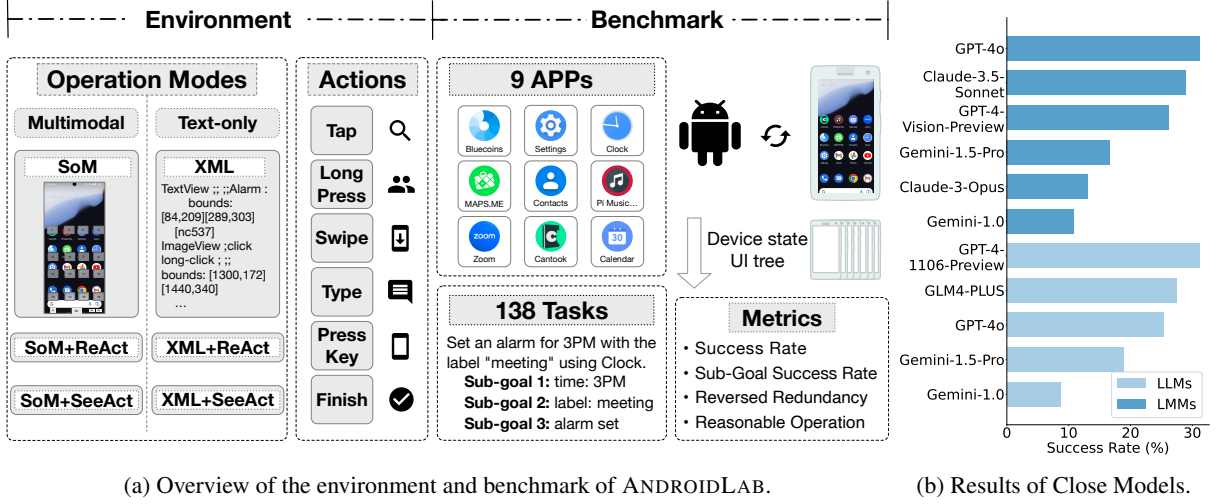 Environment
Benchmark
Operation Modes
Multimodal
Text-only
SoM
XML
TextView ;; ;;Alarm :
bounds:
[84,209][289,303]
[nc537]
ImageView ;click
long-click ; ;;
bounds: [1300,172]
[1440,340]
...
SoM+ReAct
XML+ReAct
SoM+SeeAct
XML+SeeAct
Actions
Tap
Long
Press
Swipe
Type
Press
Key
Finish
9 APPs
Bluecoins
Settings
Clock
MAPS.ME
Contacts
Pi Music...
zoom
Zoom
Cantook
30
Calendar
138 Tasks
Set an alarm for 3PM with the
label "meeting" using Clock.
Sub-goal 1: time: 3PM
Sub-goal 2: label: meeting
Sub-goal 3: alarm set
Device state
UI tree
Metrics
• Success Rate
• Sub-Goal Success Rate
• Reversed Redundancy
• Reasonable Operation
GPT-4o
Claude-3.5-
Sonnet
GPT-4-
Vision-Preview
Gemini-1.5-Pro
Claude-3-Opus
Gemini-1.0
GPT-4-
1106-Preview
GLM4-PLUS
GPT-4o
Gemini-1.5-Pro
Gemini-1.0
LLMs
LMMs
0 10 20 30
Success Rate (%)
(a) Overview of the environment and benchmark of ANDROIDLAB.
(b) Results of Close Models.